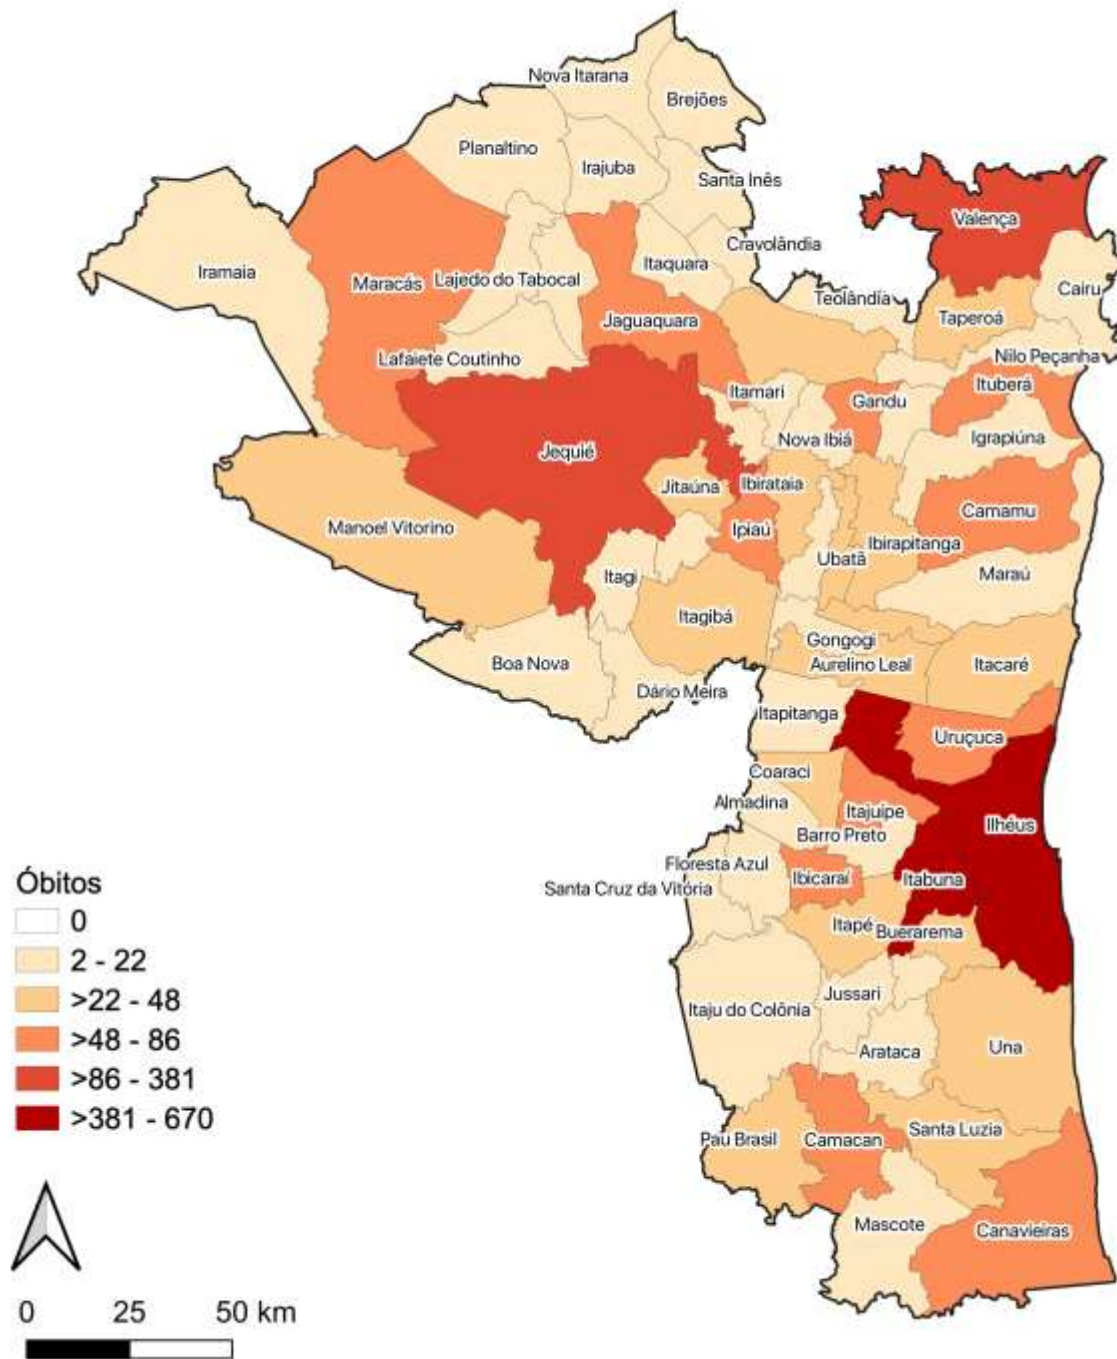 Nova Itarana
Brejões
Planaltino
Irajuba
Santa Inês
Valença
Cravolândia
Itaquara
Iramaia
Lajedo do Tabocal
Maracás
Cairu
Teolândia
Taperoá
Jaguaquara
Nilo Peçanha
Lafaiete Coutinho
Ituberá
Itamari
Gandu
Nova Ibiá
Igrapiúna
Jequié
Jitaúna
Ibirataia
Camamu
Manoel Vitorino
Ipiaú
Ibirapitanga
Ubatã
Maraú
Itagi
Itagibá
Gongogi
Boa Nova
Aurelino Leal
Itacaré
Dário Meira
Itapitanga
Uruçuca
Coaraci
Almadina
Itajuipe
Ilhéus
Barro Preto
Floresta Azul
Ibicaraí
Itabuna
Santa Cruz da Vitória
Itapé
Buerarema
Jussari
Itaju do Colônia
Una
Arataca
Santa Luzia
Pau Brasil
Camacan
Mascote
Canavieiras
Óbitos
0
2 - 22
>22 - 48
>48 - 86
>86 - 381
>381 - 670
0 25 50 km